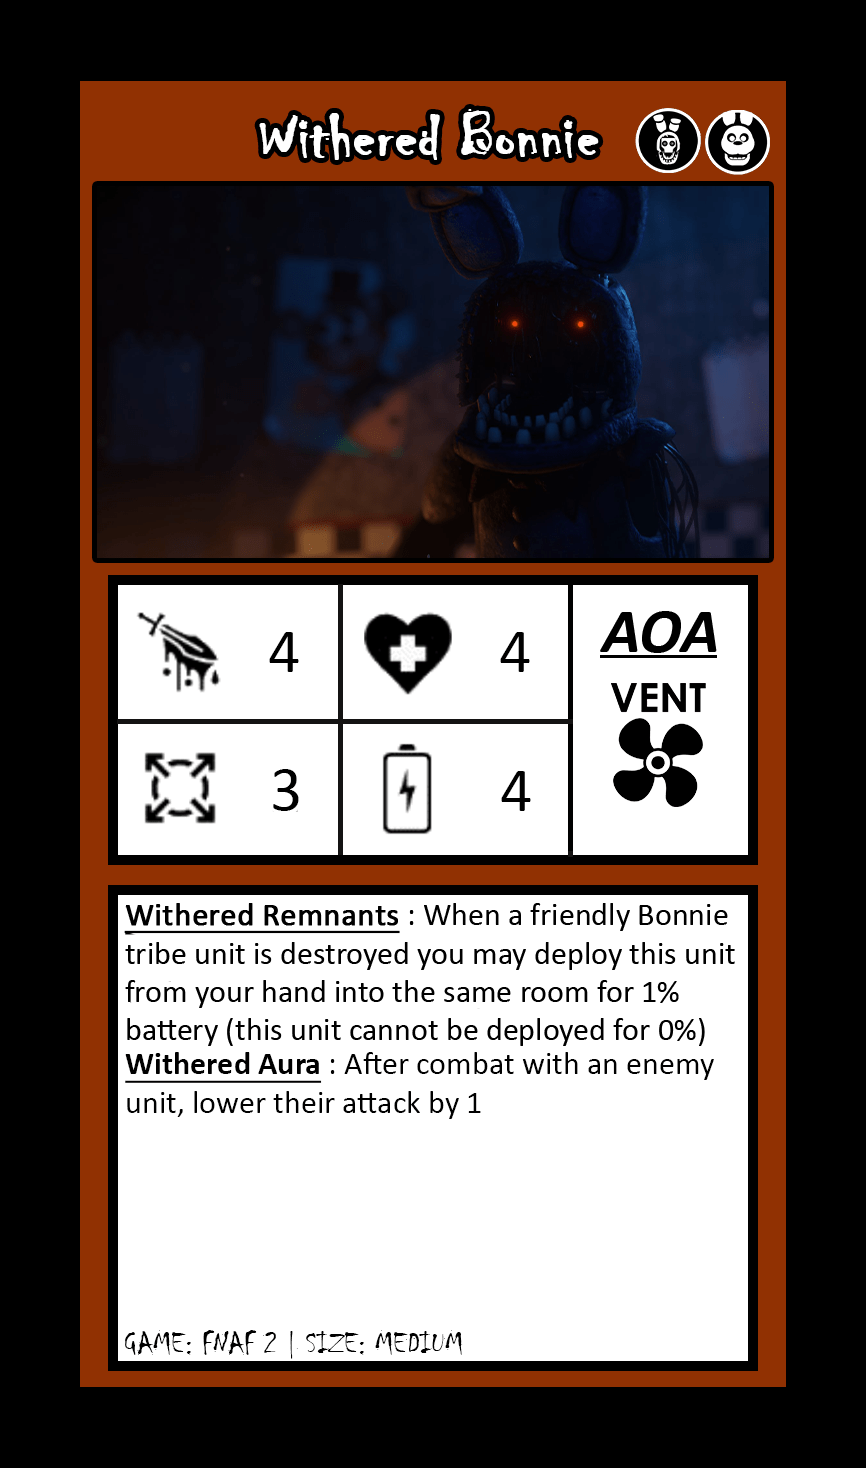 Withered Bonnie
4 4 AOA
VENT
3 4
Withered Remnants : When a friendly Bonnie
tribe unit is destroyed you may deploy this unit
from your hand into the same room for 1%
battery (this unit cannot be deployed for 0%)
Withered Aura : After combat with an enemy
unit, lower their attack by 1
GAME: FNAF 2 | SIZE: MEDIUM